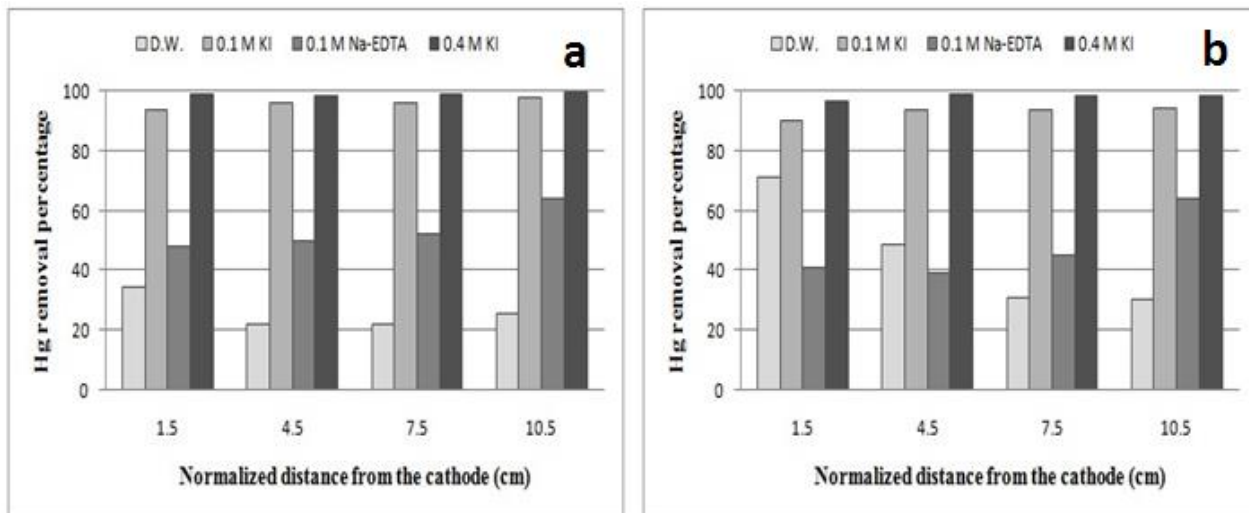 D.W. 0.1 M KI 0.1 M Na-EDTA 0.4 M KI
a
100
80
60
40
20
0
Hg removal percentage
1.5 4.5 7.5 10.5
Normalized distance from the cathode (cm)
D.W. 0.1 M KI 0.1 M Na-EDTA 0.4 M KI
b
100
80
60
40
20
0
Hg removal percentage
1.5 4.5 7.5 10.5
Normalized distance from the cathode (cm)